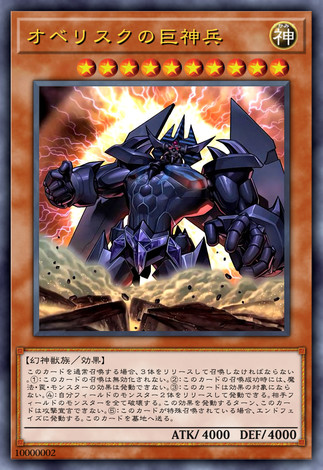 オベリスクの巨神兵
神
【幻神獣族／効果】
このカードを通常召喚する場合、３体をリリースして召喚しなければならない。①：このカードの召喚は無効化されない。②：このカードの召喚成功時には、魔
法・罠・モンスターの効果は発動できない。③：このカードは効果の対象になら
ない。④：自分フィールドのモンスター２体をリリースして発動できる。相手フ
ィールドのモンスターを全て破壊する。この効果を発動するターン、このカード
は攻撃宣言できない。⑤：このカードが特殊召喚されている場合、エンドフェ
イズに発動する。このカードを墓地へ送る。
ATK/ 4000 DEF/ 4000
10000002